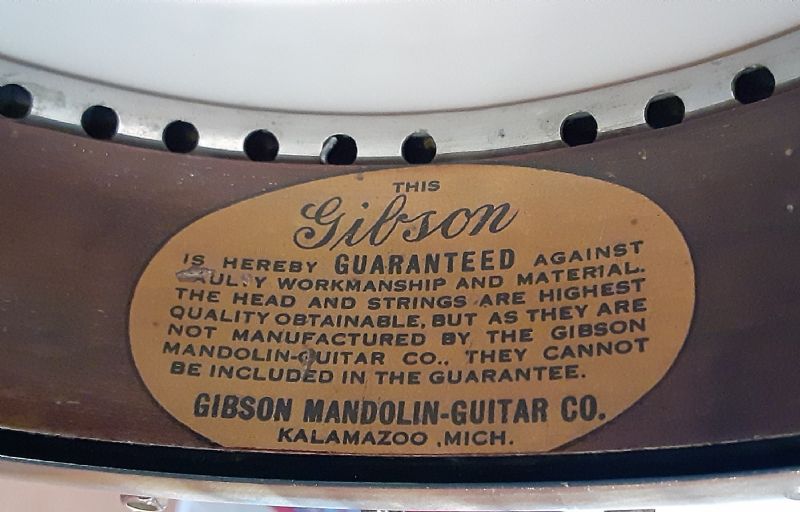 THIS
Gibson
IS HEREBY GUARANTEED AGAINST
FAULTY WORKMANSHIP AND MATERIAL.
THE HEAD AND STRINGS ARE HIGHEST
QUALITY OBTAINABLE, BUT AS THEY ARE
NOT MANUFACTURED BY THE GIBSON
MANDOLIN-GUITAR CO., THEY CANNOT
BE INCLUDED IN THE GUARANTEE.
GIBSON MANDOLIN-GUITAR CO.
KALAMAZOO, MICH.